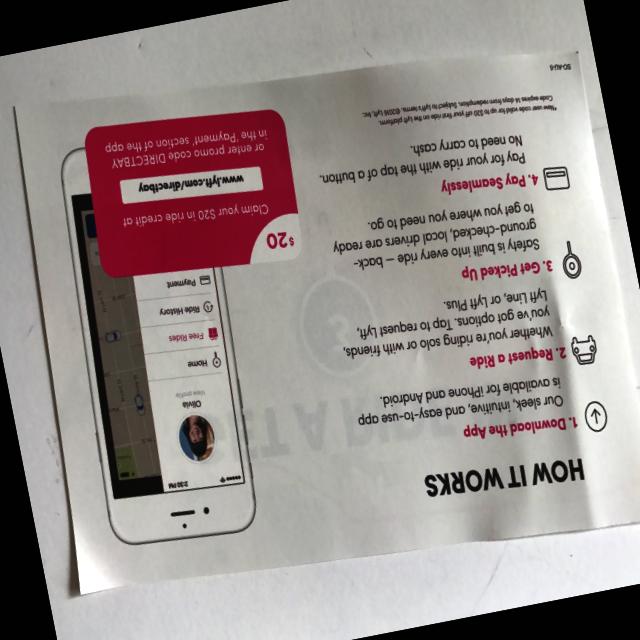 HOW IT WORKS
1. Download the App
Our sleek, intuitive, and easy-to-use app
is available for iPhone and Android.
2. Request a Ride
Whether you're riding solo or with friends,
you've got options. Tap to request Lyft,
Lyft Line, or Lyft Plus.
3. Get Picked Up
Safety is built into every ride – back-
ground-checked, local drivers are ready
to get you where you need to go.
4. Pay Seamlessly
Pay for your ride with the tap of a button.
No need to carry cash.
*New user code valid for up to $20 off your first ride on the Lyft platform.
Code expires 14 days from redemption. Subject to Lyft's terms. ©2016 Lyft, Inc.
2:30 PM
Olivia
View profile
Home
Free Rides
Ride History
Payment
$20
Claim your $20 in ride credit at
www.lyft.com/directbay
or enter promo code DIRECTBAY
in the 'Payment' section of the app